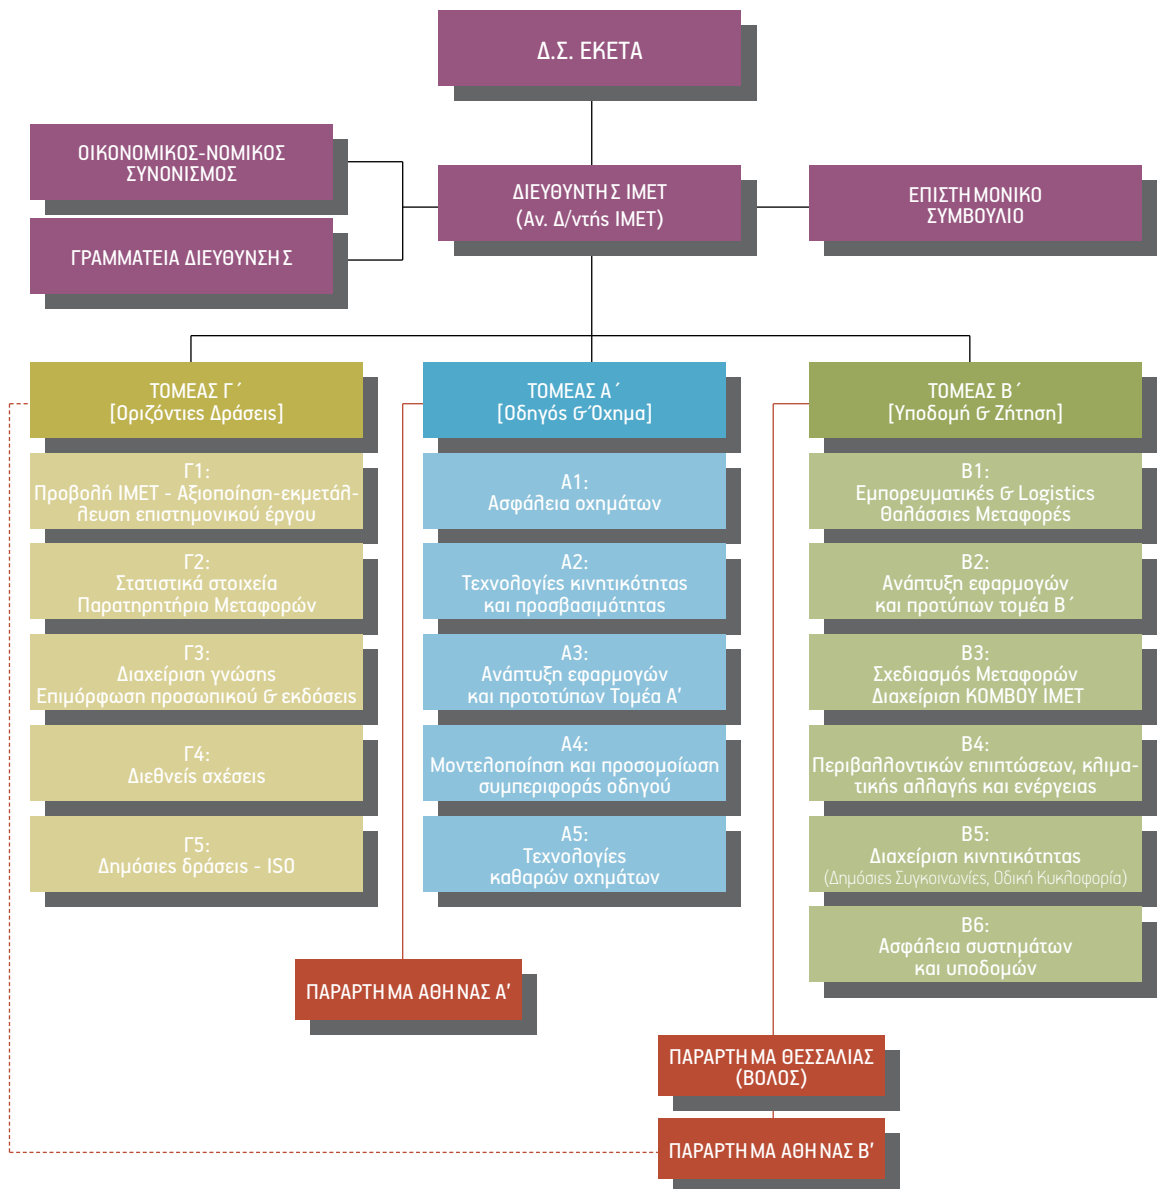 Δ.Σ. ΕΚΕΤΑ
ΟΙΚΟΝΟΜΙΚΟΣ-ΝΟΜΙΚΟΣ
ΣΥΝΟΝΙΣΜΟΣ
ΓΡΑΜΜΑΤΕΙΑ ΔΙΕΥΘΥΝΣΗΣ
ΔΙΕΥΘΥΝΤΗΣ ΙΜΕΤ
(Αν. Δ/ντής ΙΜΕΤ)
ΕΠΙΣΤΗΜΟΝΙΚΟ
ΣΥΜΒΟΥΛΙΟ
ΤΟΜΕΑΣ Γ´
[Οριζόντιες Δράσεις]
Γ1:
Προβολή ΙΜΕΤ - Αξιοποίηση-εκμετάλ-
λευση επιστημονικού έργου
Γ2:
Στατιστικά στοιχεία
Παρατηρητήριο Μεταφορών
Γ3:
Διαχείριση γνώσης
Επιμόρφωση προσωπικού & εκδόσεις
Γ4:
Διεθνείς σχέσεις
Γ5:
Δημόσιες δράσεις - ISO
ΤΟΜΕΑΣ Α´
[Οδηγός & Όχημα]
Α1:
Ασφάλεια οχημάτων
Α2:
Τεχνολογίες κινητικότητας
και προσβασιμότητας
Α3:
Ανάπτυξη εφαρμογών
και προτοτύπων Τομέα Α'
Α4:
Μοντελοποίηση και προσομοίωση
συμπεριφοράς οδηγού
Α5:
Τεχνολογίες
καθαρών οχημάτων
ΤΟΜΕΑΣ Β´
[Υποδομή & Ζήτηση]
Β1:
Εμπορευματικές & Logistics
Θαλάσσιες Μεταφορές
Β2:
Ανάπτυξη εφαρμογών
και προτύπων τομέα Β´
Β3:
Σχεδιασμός Μεταφορών
Διαχείριση ΚΟΜΒΟΥ ΙΜΕΤ
Β4:
Περιβαλλοντικών επιπτώσεων, κλιμα-
τικής αλλαγής και ενέργειας
Β5:
Διαχείριση κινητικότητας
(Δημόσιες Συγκοινωνίες, Οδική Κυκλοφορία)
Β6:
Ασφάλεια συστημάτων
και υποδομών
ΠΑΡΑΡΤΗΜΑ ΑΘΗΝΑΣ Α'
ΠΑΡΑΡΤΗΜΑ ΘΕΣΣΑΛΙΑΣ
(ΒΟΛΟΣ)
ΠΑΡΑΡΤΗΜΑ ΑΘΗΝΑΣ Β'